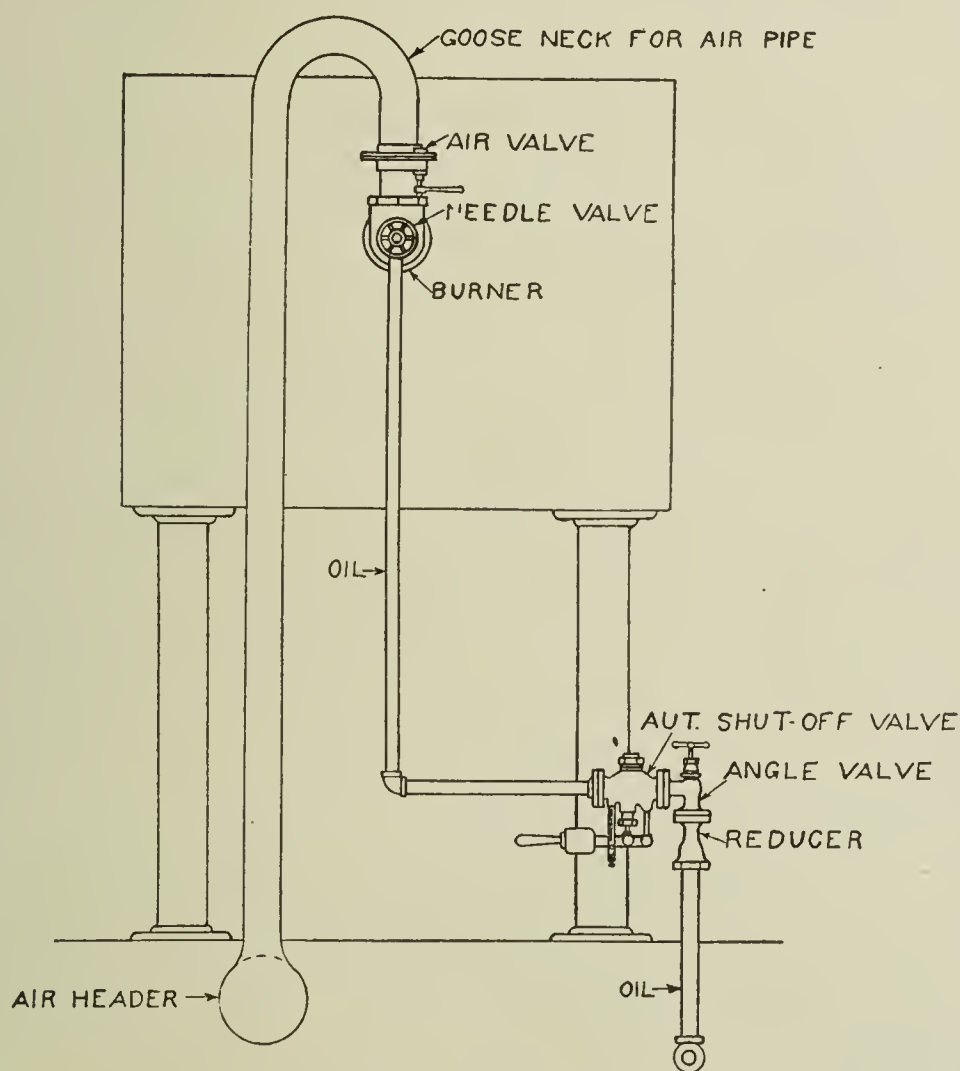 GOOSE NECK FOR AIR PIPE
AIR VALVE
NEEDLE VALVE
BURNER
OIL
AUT. SHUT-OFF VALVE
ANGLE VALVE
REDUCER
OIL
AIR HEADER